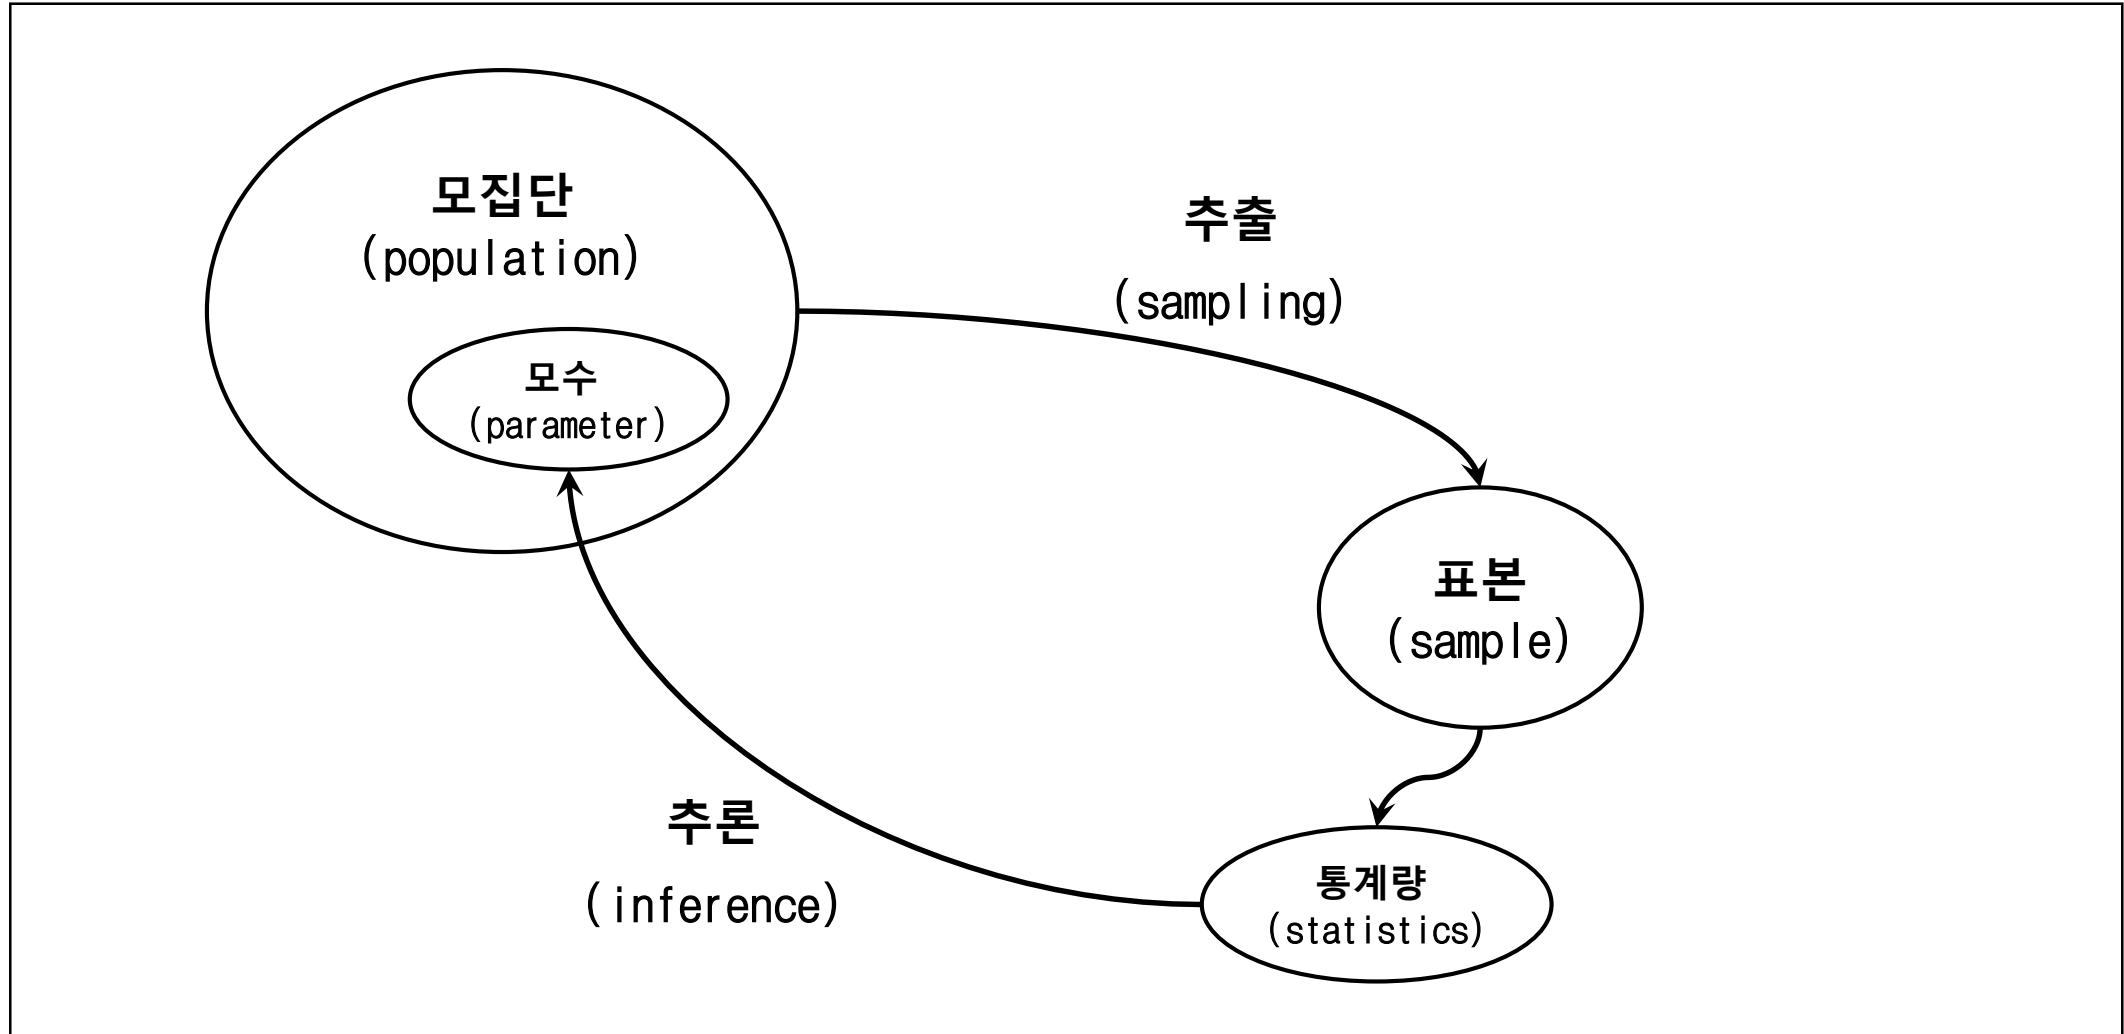 모집단
(population)
모수
(parameter)
추출
(sampling)
표본
(sample)
통계량
(statistics)
추론
(inference)